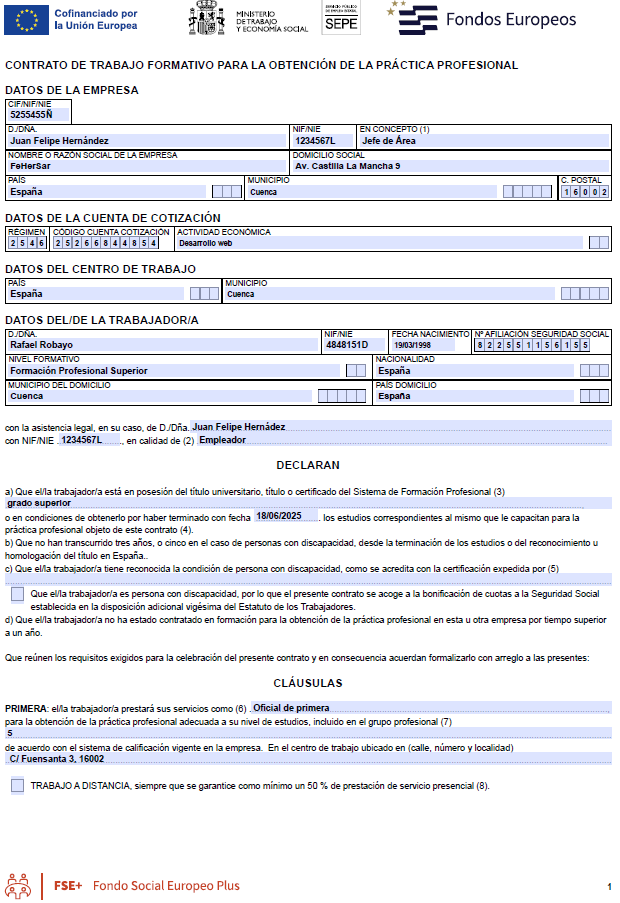 Cofinanciado por
la Unión Europea
MINISTERIO
DE TRABAJO
Y ECONOMÍA SOCIAL
SERVICIO PÚBLICO
DE EMPLEO ESTATAL
SEPE
Fondos Europeos
CONTRATO DE TRABAJO FORMATIVO PARA LA OBTENCIÓN DE LA PRÁCTICA PROFESIONAL
DATOS DE LA EMPRESA
CIF/NIF/NIE
5255455Ñ
D./DÑA. NIF/NIE EN CONCEPTO (1)
Juan Felipe Hernández 1234567L Jefe de Área
NOMBRE O RAZÓN SOCIAL DE LA EMPRESA DOMICILIO SOCIAL
FeHerSar Av. Castilla La Mancha 9
PAÍS MUNICIPIO C. POSTAL
España Cuenca 16002
DATOS DE LA CUENTA DE COTIZACIÓN
RÉGIMEN CÓDIGO CUENTA COTIZACIÓN ACTIVIDAD ECONÓMICA
2546 25266844854 Desarrollo web
DATOS DEL CENTRO DE TRABAJO
PAÍS MUNICIPIO
España Cuenca
DATOS DEL/DE LA TRABAJADOR/A
D./DÑA. NIF/NIE FECHA NACIMIENTO Nº AFILIACIÓN SEGURIDAD SOCIAL
Rafael Robayo 4848151D 19/03/1998 822551156155
NIVEL FORMATIVO NACIONALIDAD
Formación Profesional Superior España
MUNICIPIO DEL DOMICILIO PAÍS DOMICILIO
Cuenca España
con la asistencia legal, en su caso, de D./Dña. Juan Felipe Hernádez
con NIF/NIE . 1234567L ., en calidad de (2) Empleador
DECLARAN
a) Que el/la trabajador/a está en posesión del título universitario, título o certificado del Sistema de Formación Profesional (3)
grado superior
o en condiciones de obtenerlo por haber terminado con fecha 18/06/2025 . los estudios correspondientes al mismo que le capacitan para la
práctica profesional objeto de este contrato (4).
b) Que no han transcurrido tres años, o cinco en el caso de personas con discapacidad, desde la terminación de los estudios o del reconocimiento u
homologación del título en España..
c) Que el/la trabajador/a tiene reconocida la condición de persona con discapacidad, como se acredita con la certificación expedida por (5)
Que el/la trabajador/a es persona con discapacidad, por lo que el presente contrato se acoge a la bonificación de cuotas a la Seguridad Social
establecida en la disposición adicional vigésima del Estatuto de los Trabajadores.
d) Que el/la trabajador/a no ha estado contratado en formación para la obtención de la práctica profesional en esta u otra empresa por tiempo superior
a un año.
Que reúnen los requisitos exigidos para la celebración del presente contrato y en consecuencia acuerdan formalizarlo con arreglo a las presentes:
CLÁUSULAS
PRIMERA: el/la trabajador/a prestará sus servicios como (6) . Oficial de primera
para la obtención de la práctica profesional adecuada a su nivel de estudios, incluido en el grupo profesional (7)
5
de acuerdo con el sistema de calificación vigente en la empresa. En el centro de trabajo ubicado en (calle, número y localidad)
C/ Fuensanta 3, 16002
TRABAJO A DISTANCIA, siempre que se garantice como mínimo un 50 % de prestación de servicio presencial (8).
FSE+ Fondo Social Europeo Plus
1